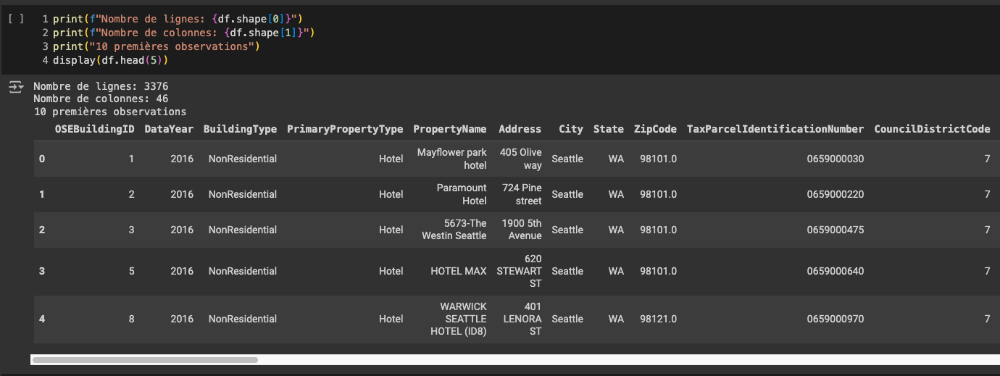 [ ]
1 print(f"Nombre de lignes: {df.shape[0]}")
2 print(f"Nombre de colonnes: {df.shape[1]}")
3 print("10 premières observations")
4 display(df.head(5))
Nombre de lignes: 3376
Nombre de colonnes: 46
10 premières observations
OSEBuildingID DataYear BuildingType PrimaryPropertyType PropertyName Address City State ZipCode TaxParcelIdentificationNumber CouncilDistrictCode
0 1 2016 NonResidential Hotel Mayflower park hotel 405 Olive way Seattle WA 98101.0 0659000030 7
1 2 2016 NonResidential Hotel Paramount Hotel 724 Pine street Seattle WA 98101.0 0659000220 7
2 3 2016 NonResidential Hotel 5673-The Westin Seattle 1900 5th Avenue Seattle WA 98101.0 0659000475 7
3 5 2016 NonResidential Hotel HOTEL MAX 620 STEWART ST Seattle WA 98101.0 0659000640 7
4 8 2016 NonResidential Hotel WARWICK SEATTLE HOTEL (ID8) 401 LENORA ST Seattle WA 98121.0 0659000970 7